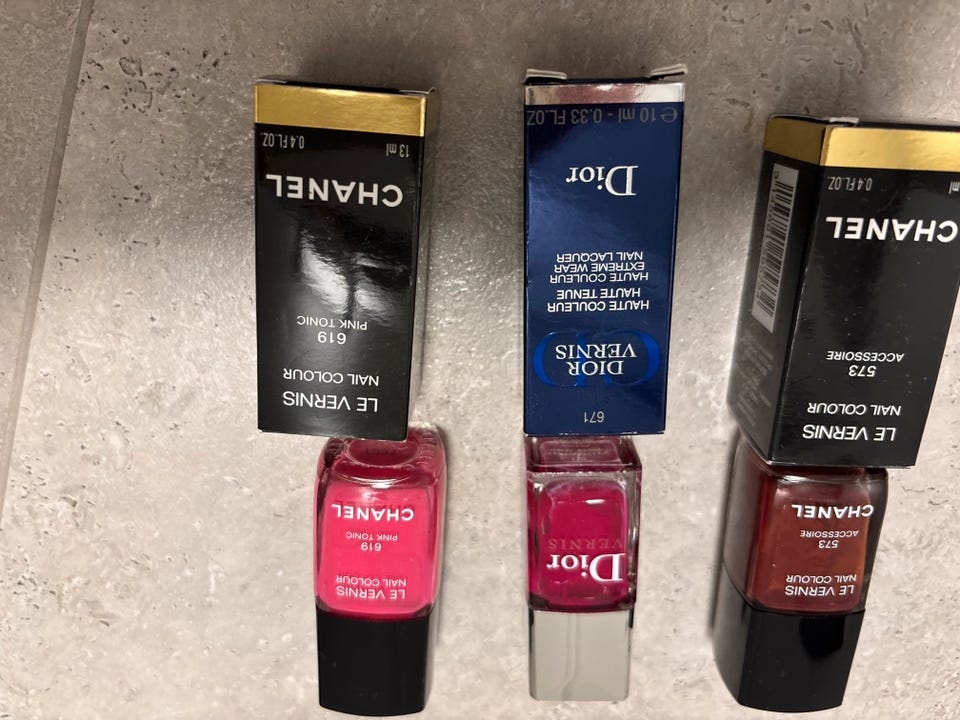 LE VERNIS
NAIL COLOUR
619
PINK TONIC
CHANEL
13 ml 0.4 FL.OZ.
LE VERNIS
NAIL COLOUR
619
PINK TONIC
CHANEL
671
DIOR
VERNIS
HAUTE COULEUR
HAUTE TENUE
HAUTE COULEUR
EXTREME WEAR
NAIL LACQUER
Dior
℮ 10 ml - 0.33 FL.OZ
Dior
VERNIS
LE VERNIS
NAIL COLOUR
573
ACCESSOIRE
CHANEL
ml 0.4 FL.OZ.
LE VERNIS
NAIL COLOUR
573
ACCESSOIRE
CHANEL